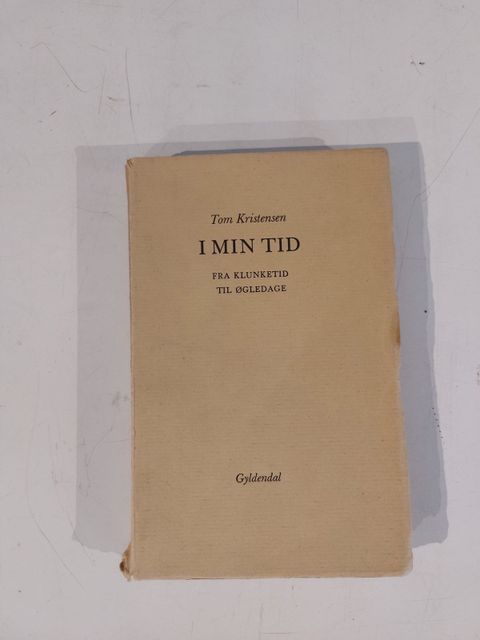 Tom Kristensen
I MIN TID
FRA KLUNKETID
TIL ØGLEDAGE
Gyldendal